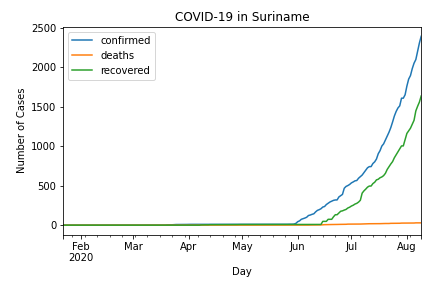 COVID-19 in Suriname
2500
2000
1500
1000
500
0
Number of Cases
confirmed
deaths
recovered
Feb Mar Apr May Jun Jul Aug
2020
Day